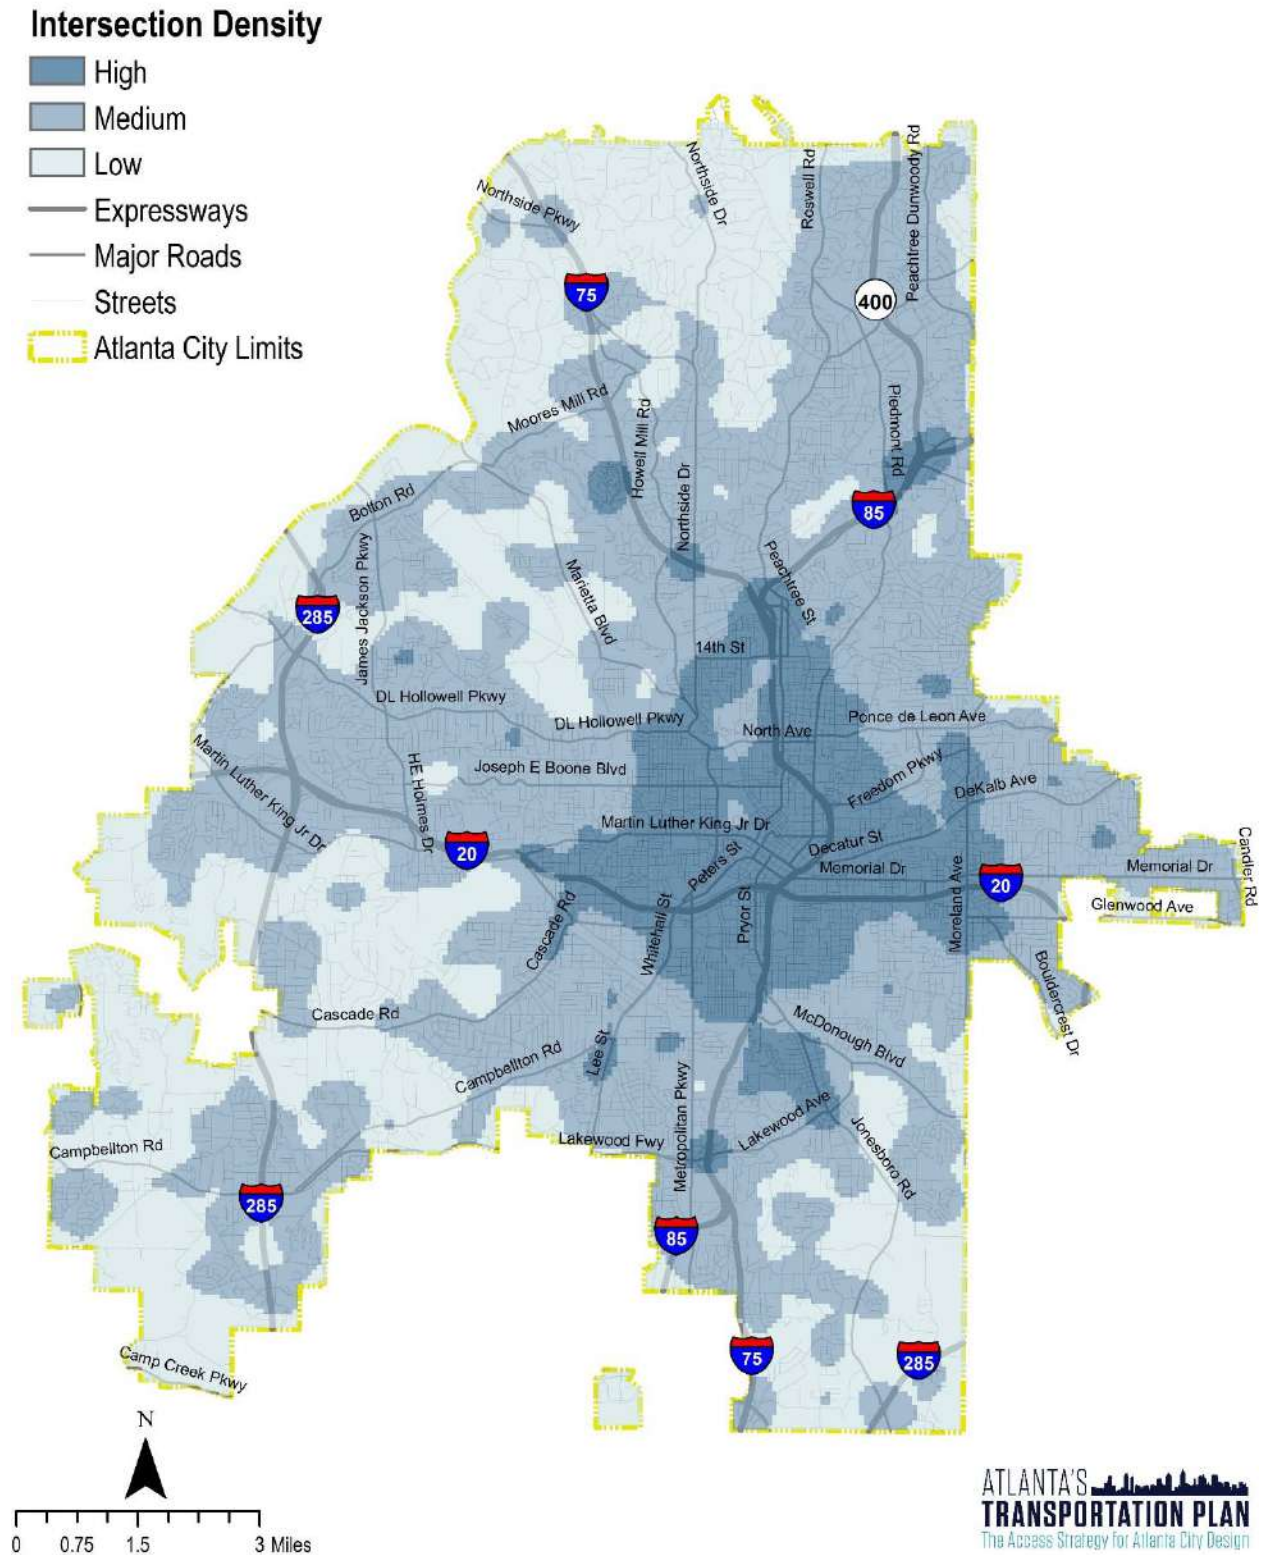 Intersection Density
High
Medium
Low
Expressways
Major Roads
Streets
Atlanta City Limits
Northside Pkwy
Northside Dr
Roswell Rd
Peachtree Dunwoody Rd
75
400
Moores Mill Rd
Howell Mill Rd
Piedmont Rd
Northside Dr
Bolton Rd
85
James Jackson Pkwy
Marietta Blvd
Peachtree St
285
14th St
DL Hollowell Pkwy
DL Hollowell Pkwy
North Ave
Ponce de Leon Ave
Martin Luther King Jr Dr
HE Holmes Dr
Joseph E Boone Blvd
Freedom Pkwy
DeKalb Ave
Martin Luther King Jr Dr
Decatur St
Peters St
Memorial Dr
Memorial Dr
Candler Rd
20
20
Moreland Ave
Glenwood Ave
Cascade Rd
Whitehall St
Pryor St
Bouldercrest Dr
Cascade Rd
McDonough Blvd
Campbellton Rd
Lee St
Metropolitan Pkwy
Lakewood Ave
Jonesboro Rd
Lakewood Fwy
Campbellton Rd
285
85
75
285
Camp Creek Pkwy
N
0 0.75 1.5 3 Miles
ATLANTA'S
TRANSPORTATION PLAN
The Access Strategy for Atlanta City Design